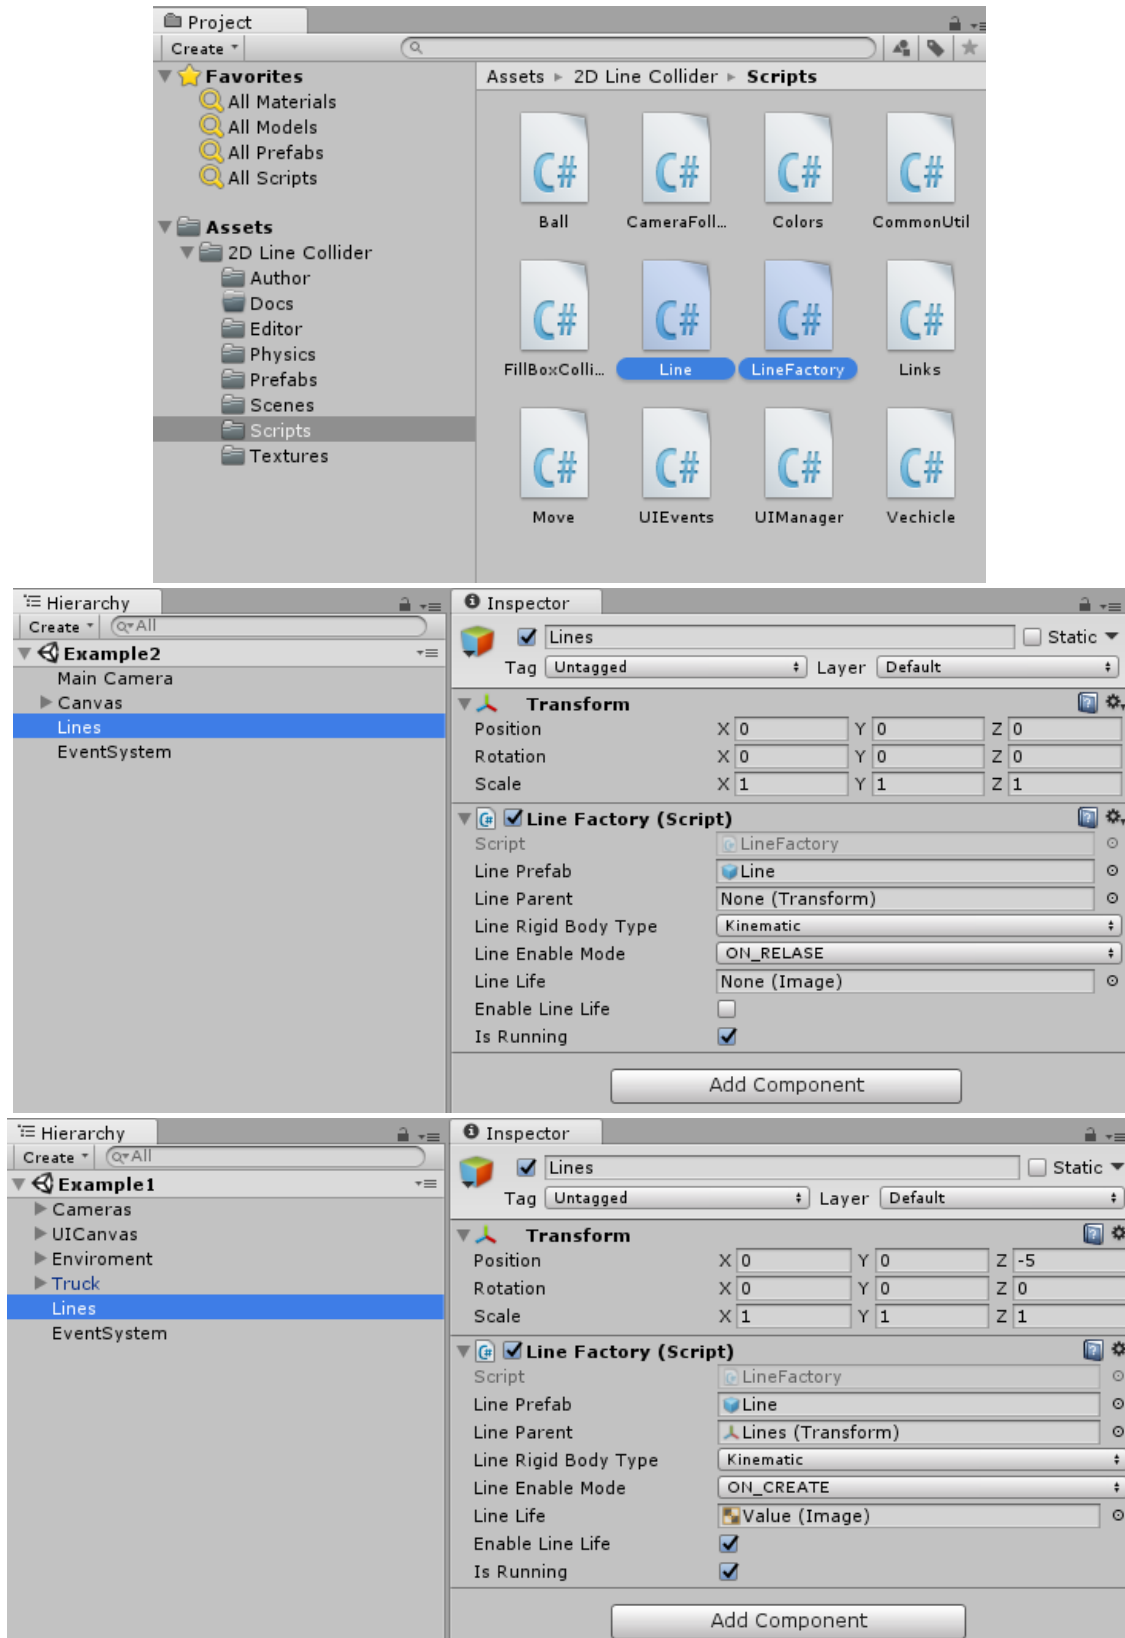 Project
Create
Favorites
All Materials
All Models
All Prefabs
All Scripts
Assets
2D Line Collider
Author
Docs
Editor
Physics
Prefabs
Scenes
Scripts
Textures
Assets ▸ 2D Line Collider ▸ Scripts
C# C# C# C#
Ball CameraFoll... Colors CommonUtil
C# C# C# C#
FillBoxColli... Line LineFactory Links
C# C# C# C#
Move UIEvents UIManager Vechicle
Hierarchy
Create All
Example2
Main Camera
Canvas
Lines
EventSystem
Inspector
Lines Static
Tag Untagged Layer Default
Transform
Position X 0 Y 0 Z 0
Rotation X 0 Y 0 Z 0
Scale X 1 Y 1 Z 1
Line Factory (Script)
Script LineFactory
Line Prefab Line
Line Parent None (Transform)
Line Rigid Body Type Kinematic
Line Enable Mode ON_RELASE
Line Life None (Image)
Enable Line Life
Is Running
Add Component
Hierarchy
Create All
Example1
Cameras
UICanvas
Enviroment
Truck
Lines
EventSystem
Inspector
Lines Static
Tag Untagged Layer Default
Transform
Position X 0 Y 0 Z -5
Rotation X 0 Y 0 Z 0
Scale X 1 Y 1 Z 1
Line Factory (Script)
Script LineFactory
Line Prefab Line
Line Parent Lines (Transform)
Line Rigid Body Type Kinematic
Line Enable Mode ON_CREATE
Line Life Value (Image)
Enable Line Life
Is Running
Add Component